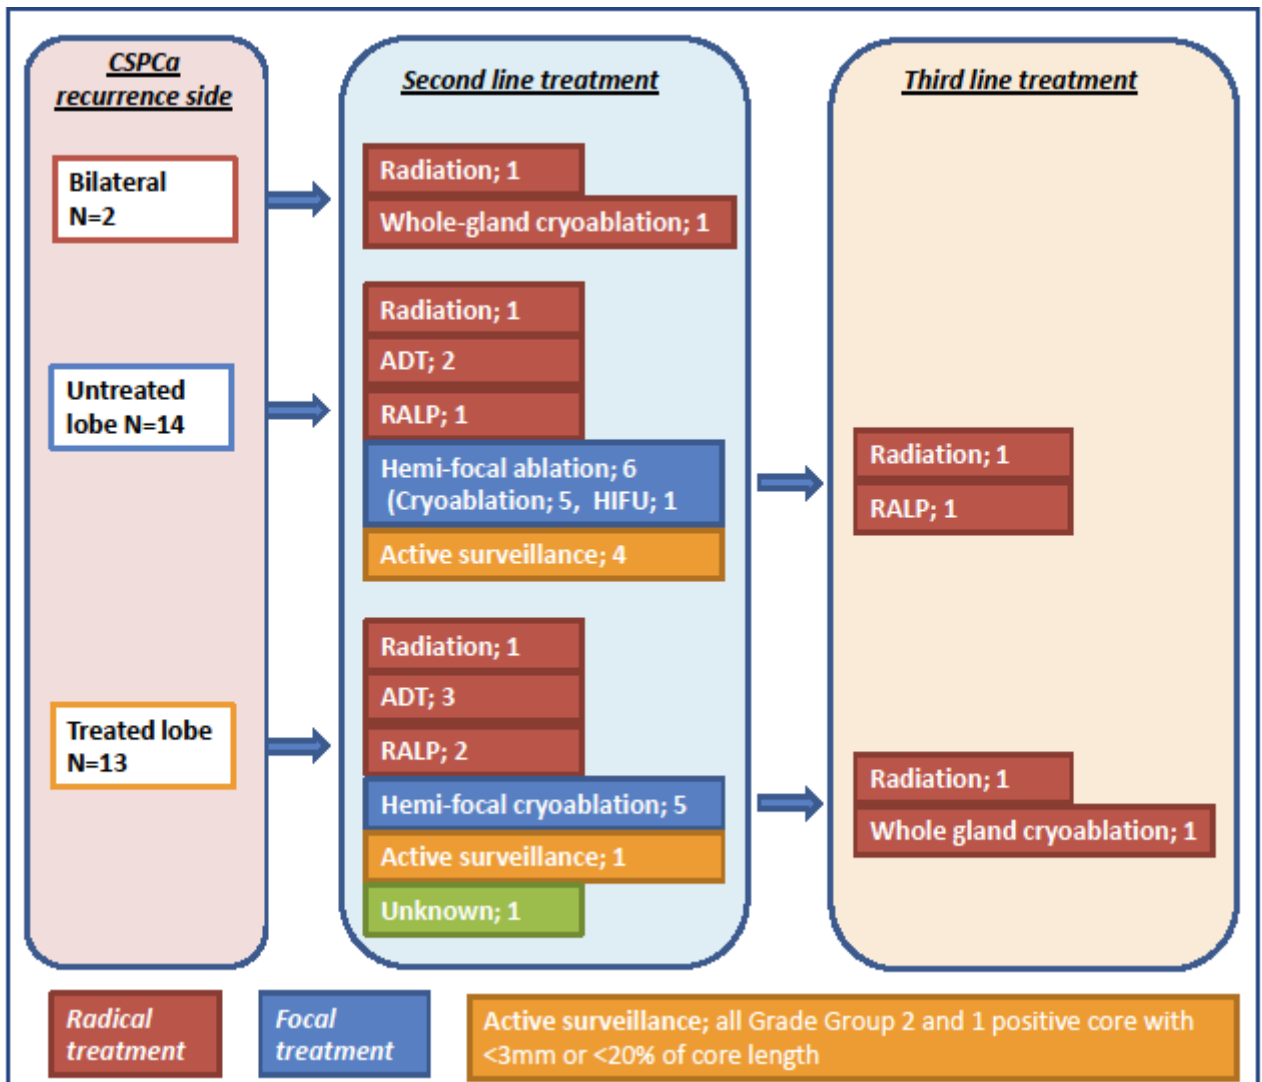 CSPCa
recurrence side
Bilateral
N=2
Untreated
lobe N=14
Treated lobe
N=13
Second line treatment
Radiation; 1
Whole-gland cryoablation; 1
Radiation; 1
ADT; 2
RALP; 1
Hemi-focal ablation; 6
(Cryoablation; 5, HIFU; 1
Active surveillance; 4
Radiation; 1
ADT; 3
RALP; 2
Hemi-focal cryoablation; 5
Active surveillance; 1
Unknown; 1
Third line treatment
Radiation; 1
RALP; 1
Radiation; 1
Whole gland cryoablation; 1
Radical
treatment
Focal
treatment
Active surveillance; all Grade Group 2 and 1 positive core with
<3mm or <20% of core length